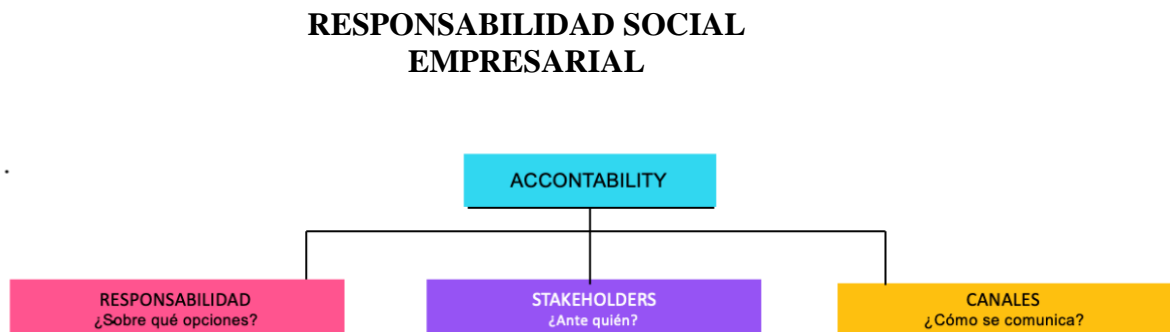 RESPONSABILIDAD SOCIAL
EMPRESARIAL
ACCONTABILITY
RESPONSABILIDAD
¿Sobre qué opciones?
STAKEHOLDERS
¿Ante quién?
CANALES
¿Cómo se comunica?